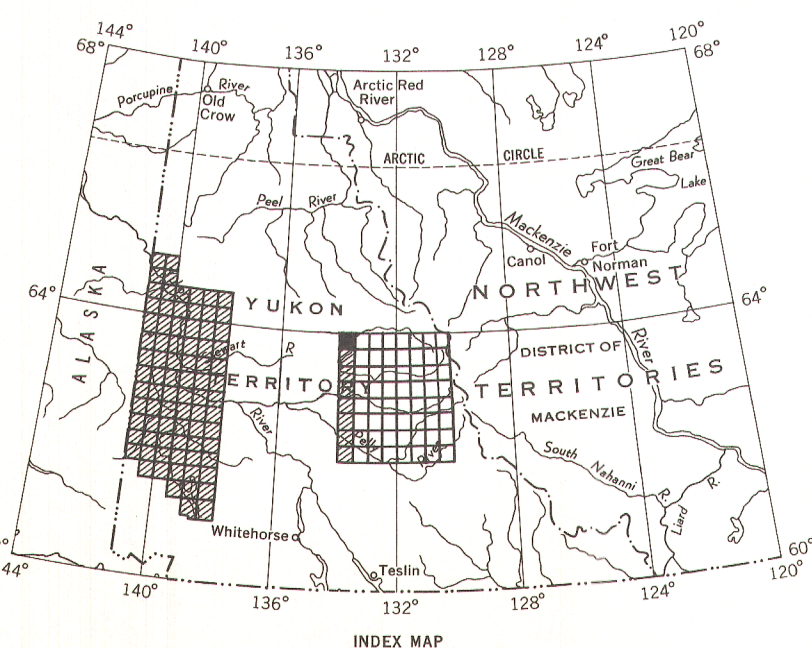 144°
140°
136°
132°
128°
124°
120°
68°
68°
Porcupine
River
Old
Crow
Arctic Red
River
ARCTIC
CIRCLE
Great Bear
Lake
Peel
River
Mackenzie
Canol
Fort
Norman
NORTHWEST
64°
64°
ALASKA
YUKON
Stewart
R
TERRITORY
DISTRICT OF
River
TERRITORIES
MACKENZIE
River
Pelly
River
South
Nahanni
R.
Liard
R.
Whitehorse
Teslin
60°
44°
140°
136°
132°
128°
124°
120°
INDEX MAP